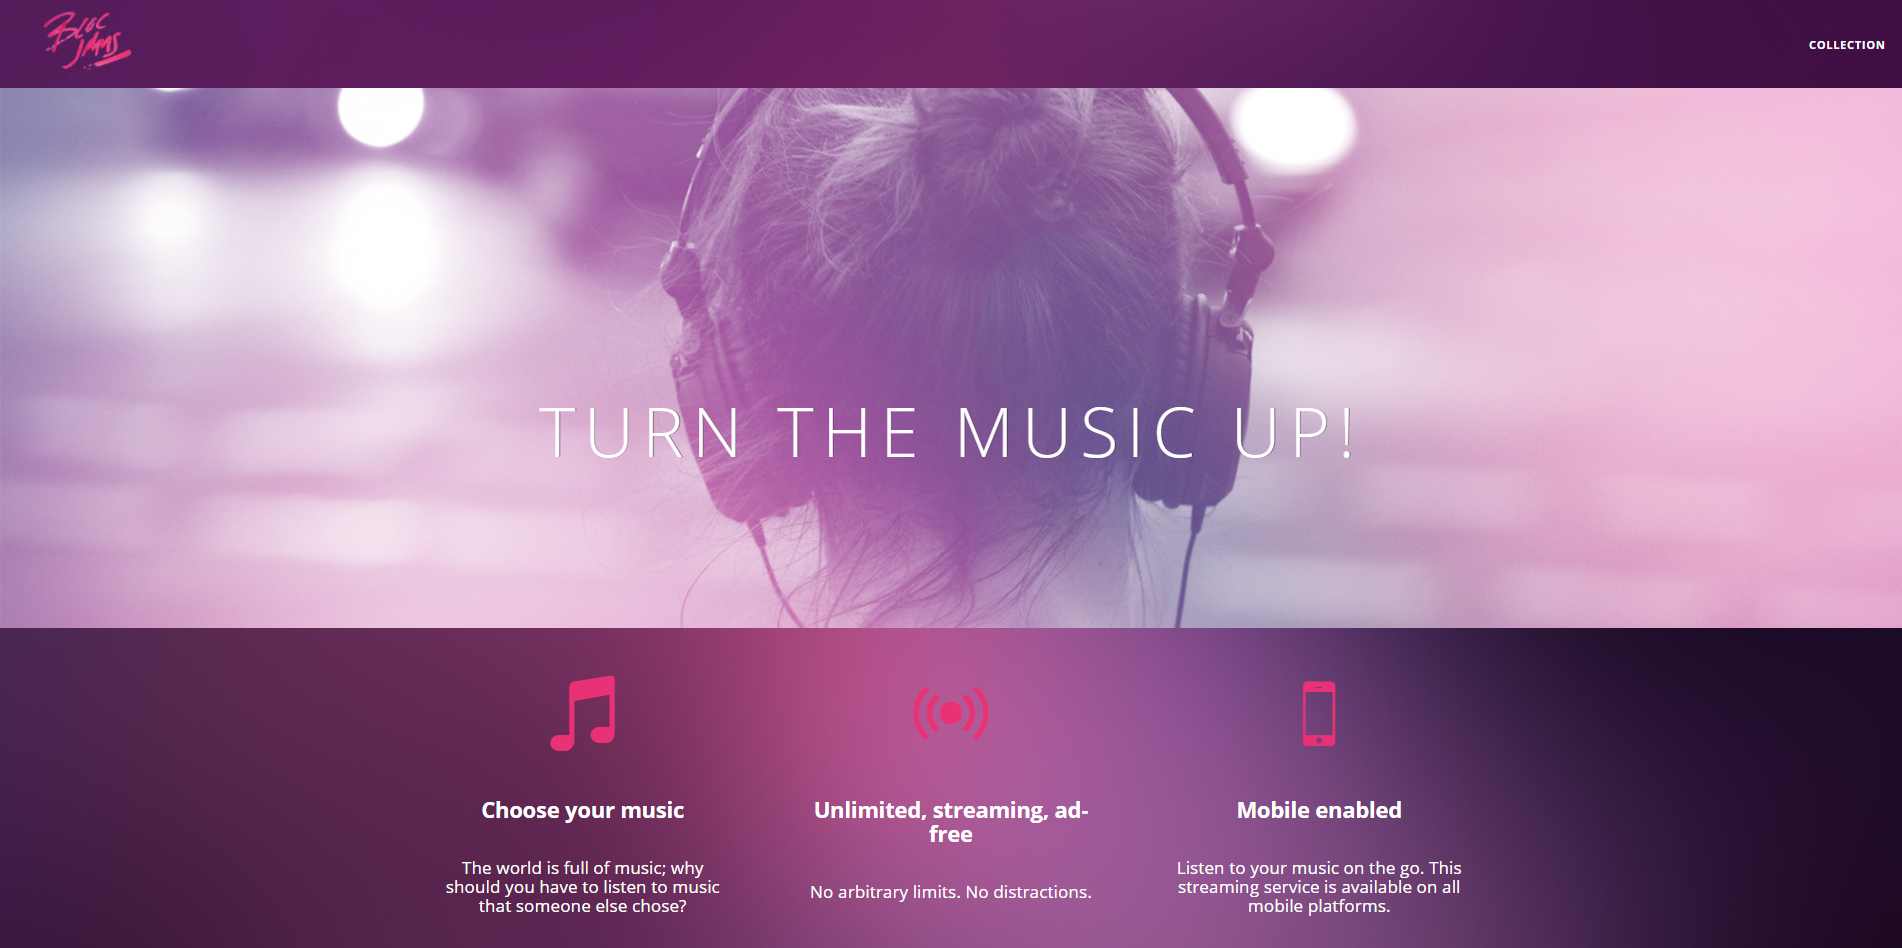 BLOC
JAMS
COLLECTION
TURN THE MUSIC UP!
Choose your music
The world is full of music; why
should you have to listen to music
that someone else chose?
Unlimited, streaming, ad-
free
No arbitrary limits. No distractions.
Mobile enabled
Listen to your music on the go. This
streaming service is available on all
mobile platforms.